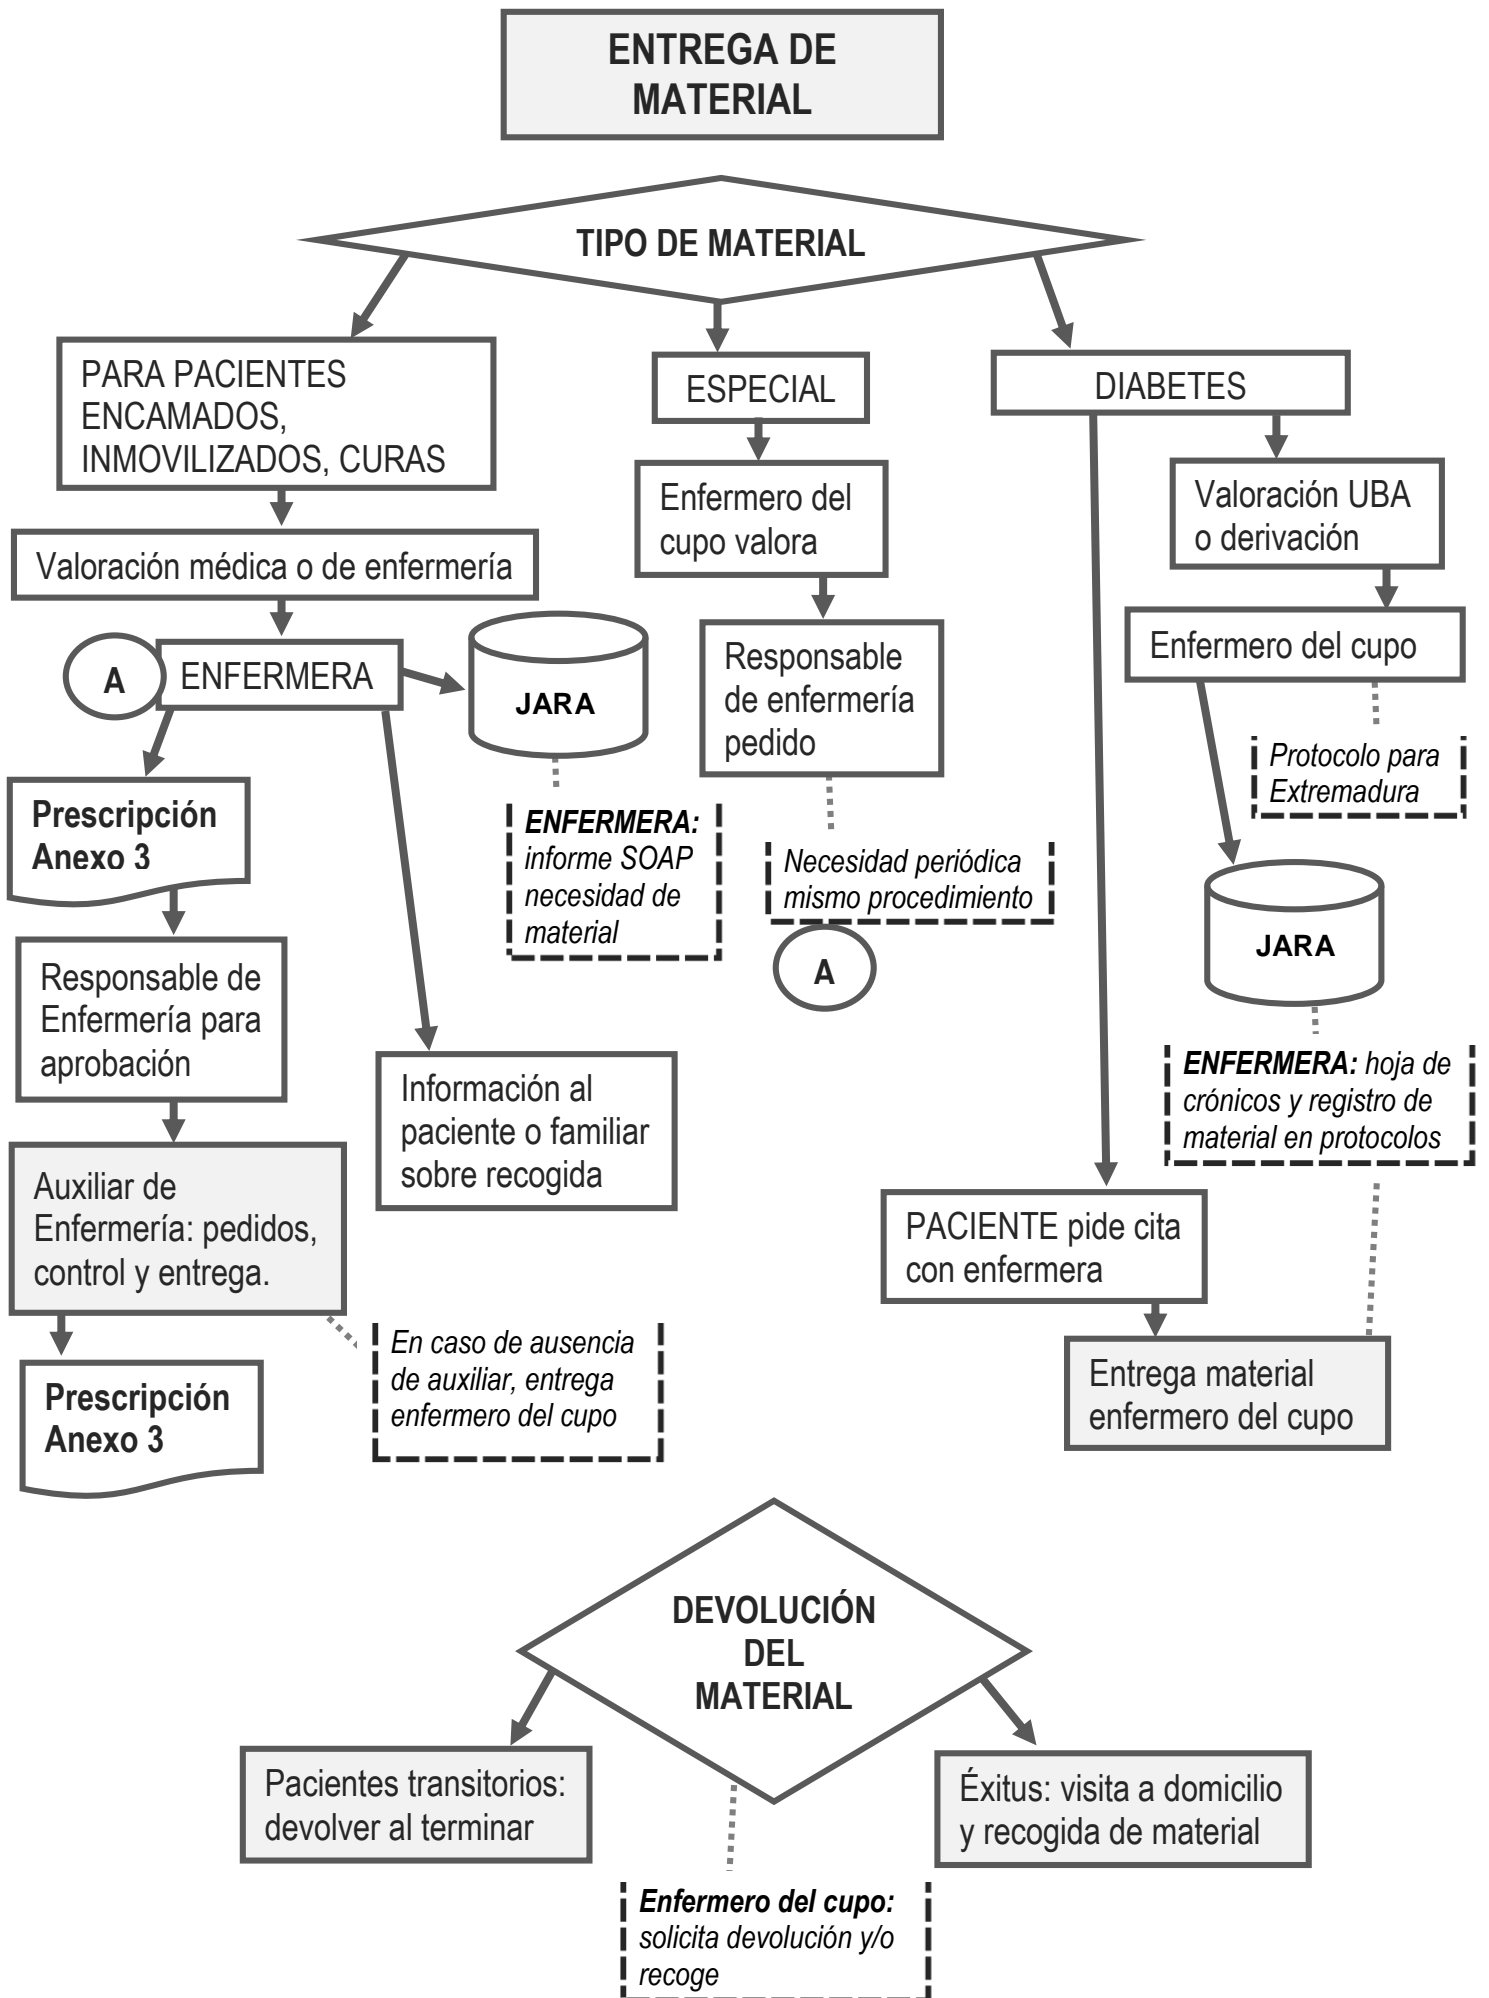 ENTREGA DE
MATERIAL
TIPO DE MATERIAL
PARA PACIENTES
ENCAMADOS,
INMOVILIZADOS, CURAS
Valoración médica o de enfermería
A
ENFERMERA
JARA
ENFERMERA:
informe SOAP
necesidad de
material
Prescripción
Anexo 3
Responsable de
Enfermería para
aprobación
Auxiliar de
Enfermería: pedidos,
control y entrega.
Prescripción
Anexo 3
En caso de ausencia
de auxiliar, entrega
enfermero del cupo
Información al
paciente o familiar
sobre recogida
ESPECIAL
Enfermero del
cupo valora
Responsable
de enfermería
pedido
Necesidad periódica
mismo procedimiento
A
DIABETES
Valoración UBA
o derivación
Enfermero del cupo
Protocolo para
Extremadura
JARA
ENFERMERA: hoja de
crónicos y registro de
material en protocolos
PACIENTE pide cita
con enfermera
Entrega material
enfermero del cupo
DEVOLUCIÓN
DEL
MATERIAL
Pacientes transitorios:
devolver al terminar
Éxitus: visita a domicilio
y recogida de material
Enfermero del cupo:
solicita devolución y/o
recoge